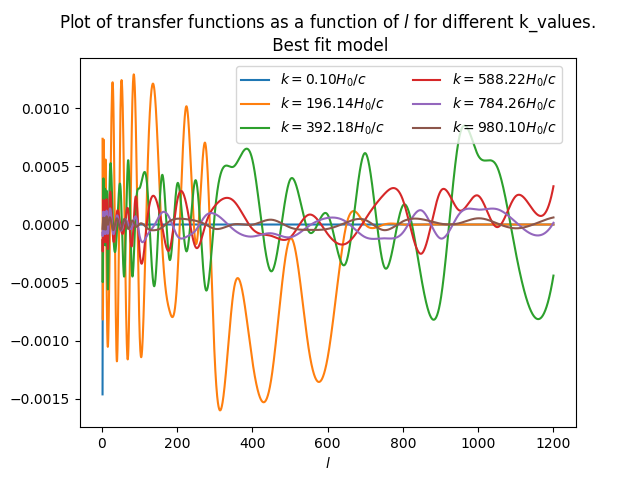 Plot of transfer functions as a function of l for different k_values.
Best fit model
k = 0.10H₀/c
k = 196.14H₀/c
k = 392.18H₀/c
k = 588.22H₀/c
k = 784.26H₀/c
k = 980.10H₀/c
0.0010
0.0005
0.0000
−0.0005
−0.0010
−0.0015
0 200 400 600 800 1000 1200
l